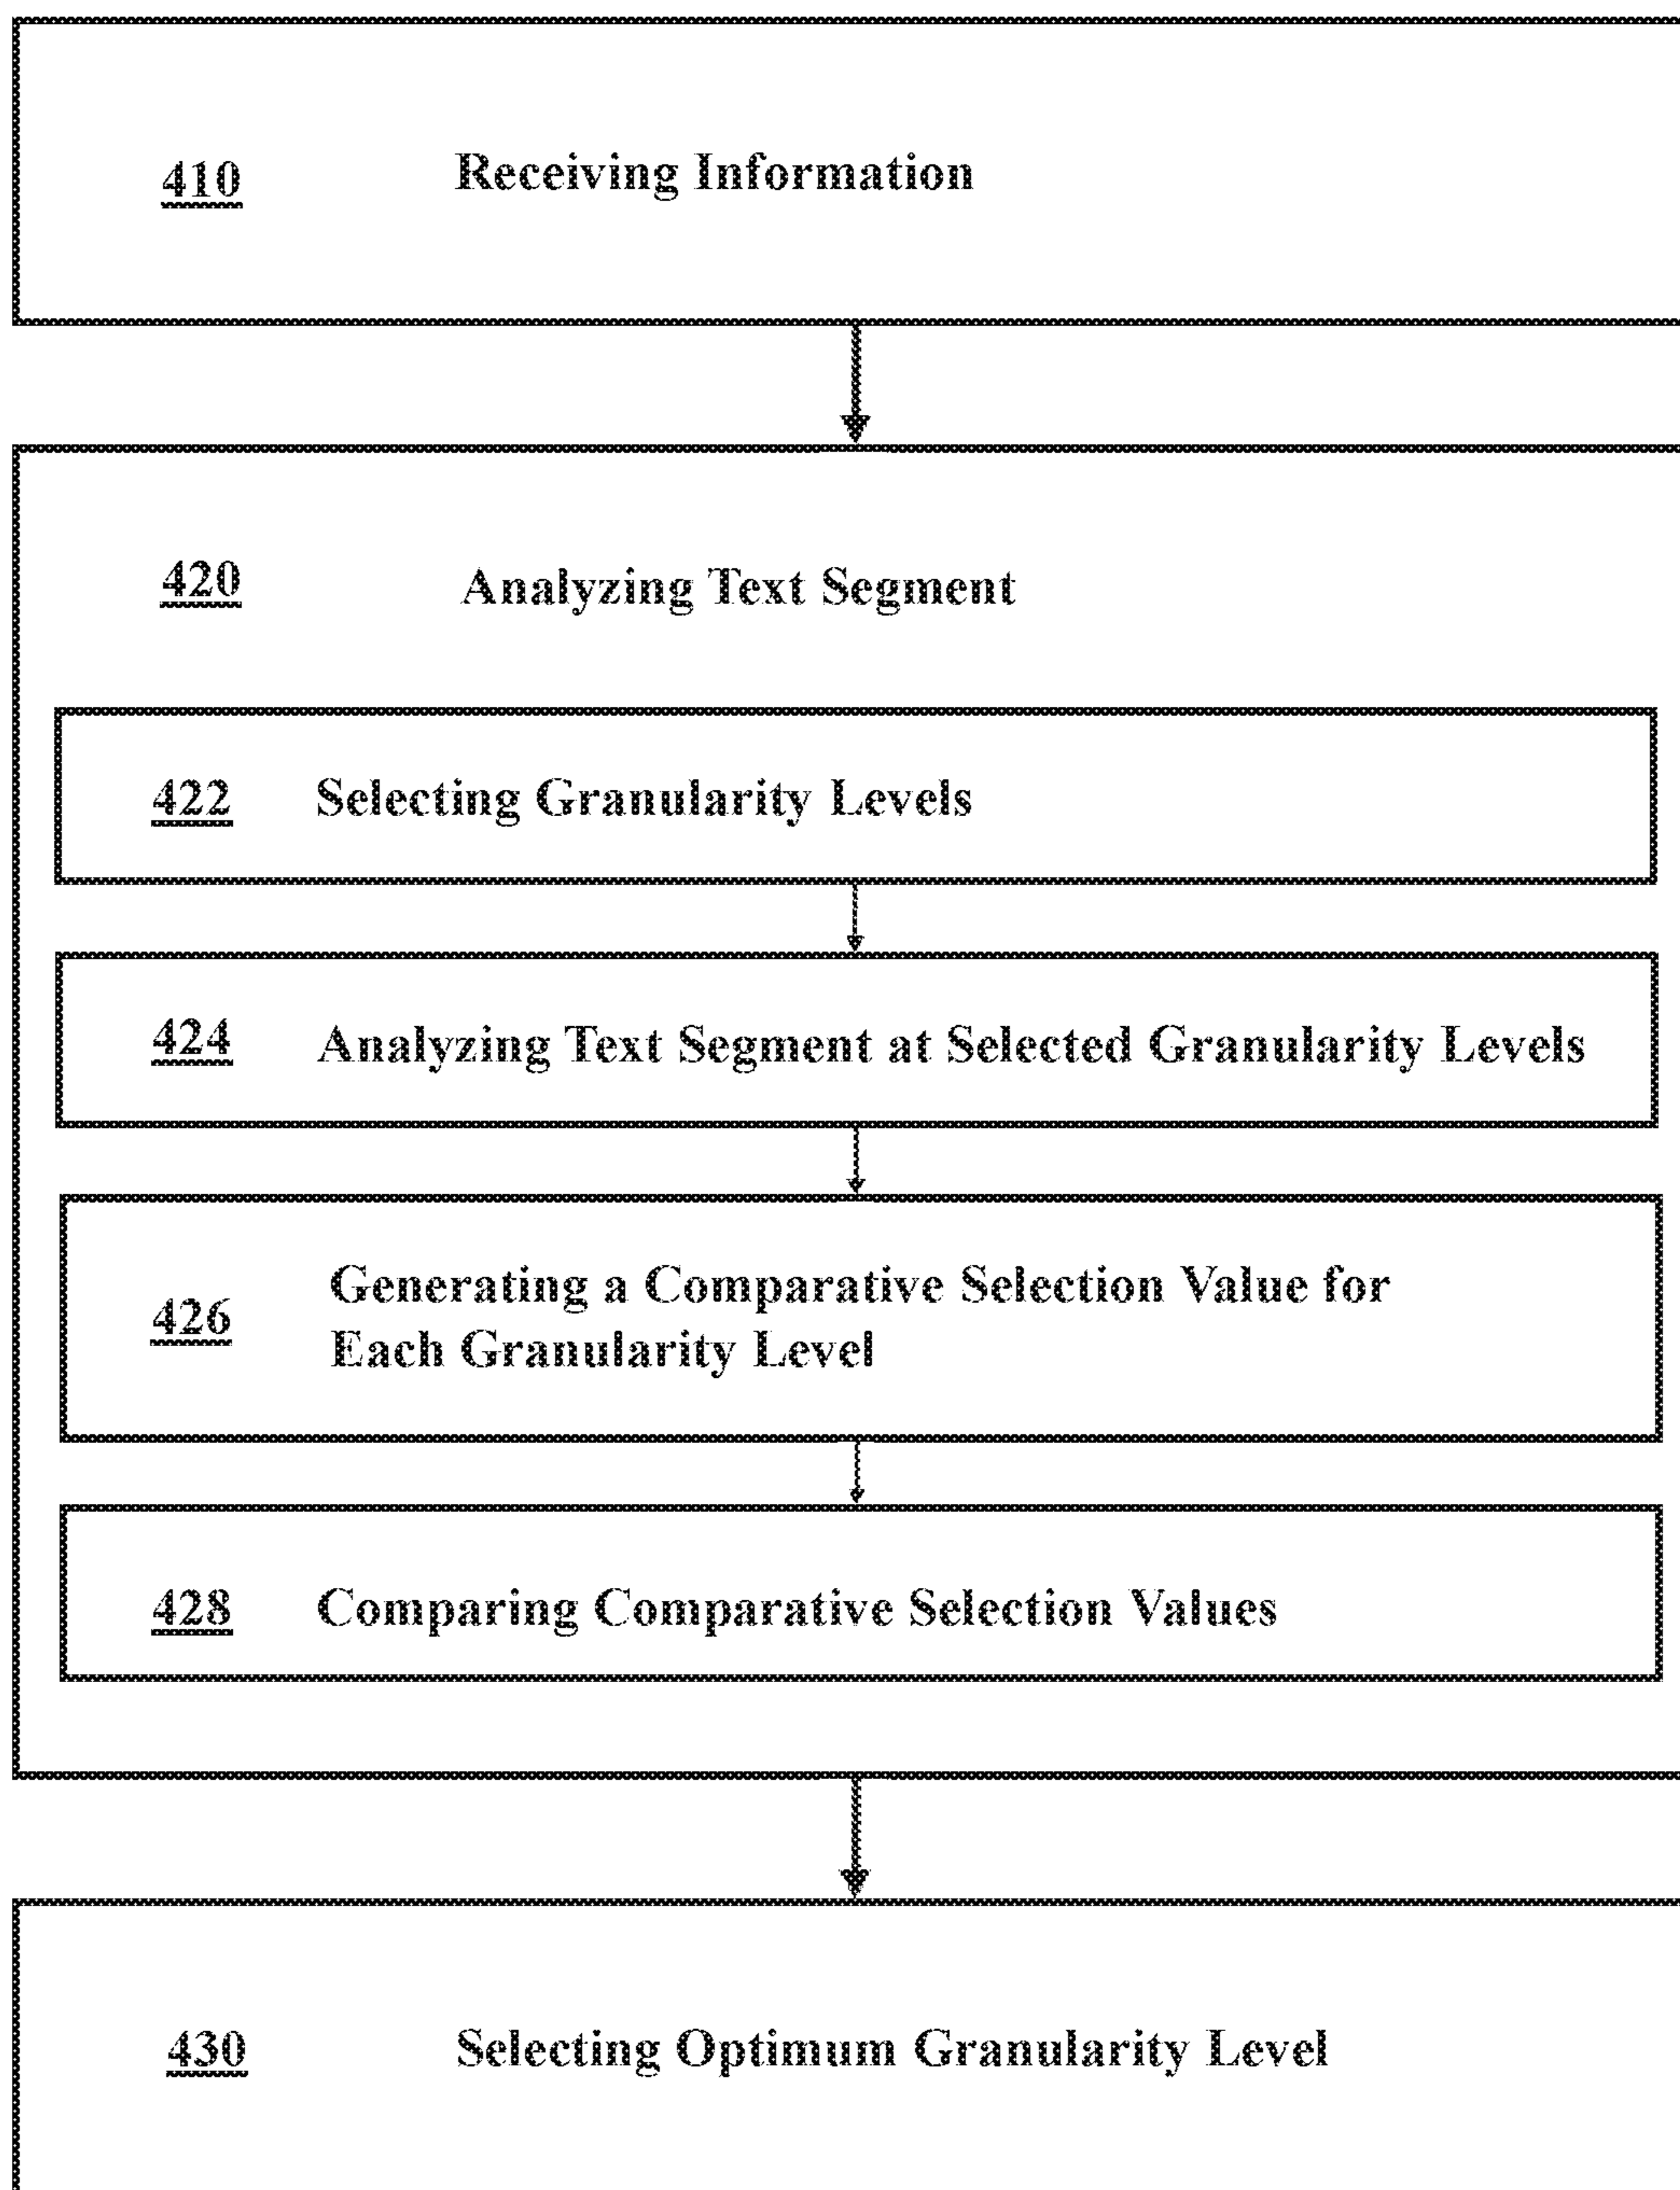 410 Receiving Information
420 Analyzing Text Segment
422 Selecting Granularity Levels
424 Analyzing Text Segment at Selected Granularity Levels
426 Generating a Comparative Selection Value for
Each Granularity Level
428 Comparing Comparative Selection Values
430 Selecting Optimum Granularity Level